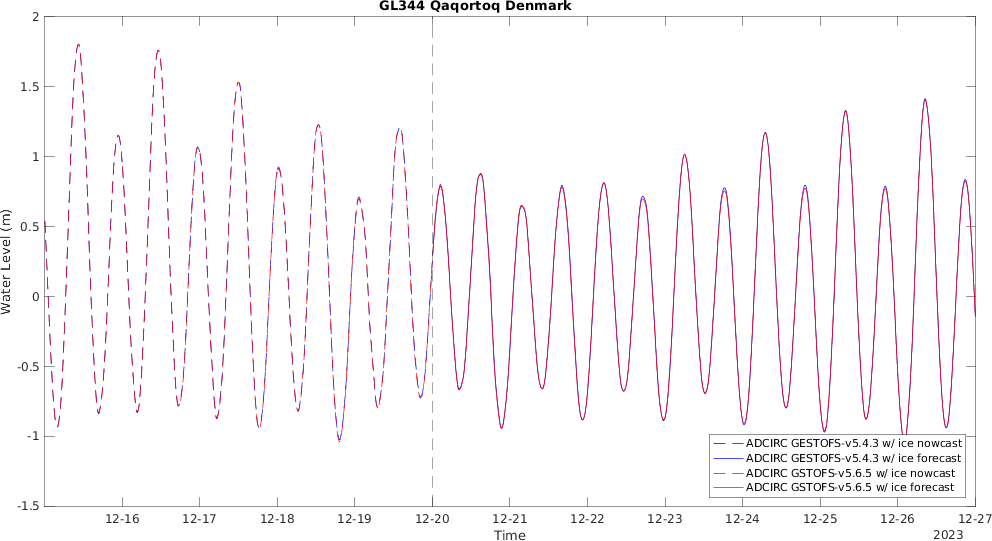 GL344 Qaqortoq Denmark
2
1.5
1
0.5
0
-0.5
-1
-1.5
Water Level (m)
12-16 12-17 12-18 12-19 12-20 12-21 12-22 12-23 12-24 12-25 12-26 12-27
Time
2023
ADCIRC GESTOFS-v5.4.3 w/ ice nowcast
ADCIRC GESTOFS-v5.4.3 w/ ice forecast
ADCIRC GSTOFS-v5.6.5 w/ ice nowcast
ADCIRC GSTOFS-v5.6.5 w/ ice forecast